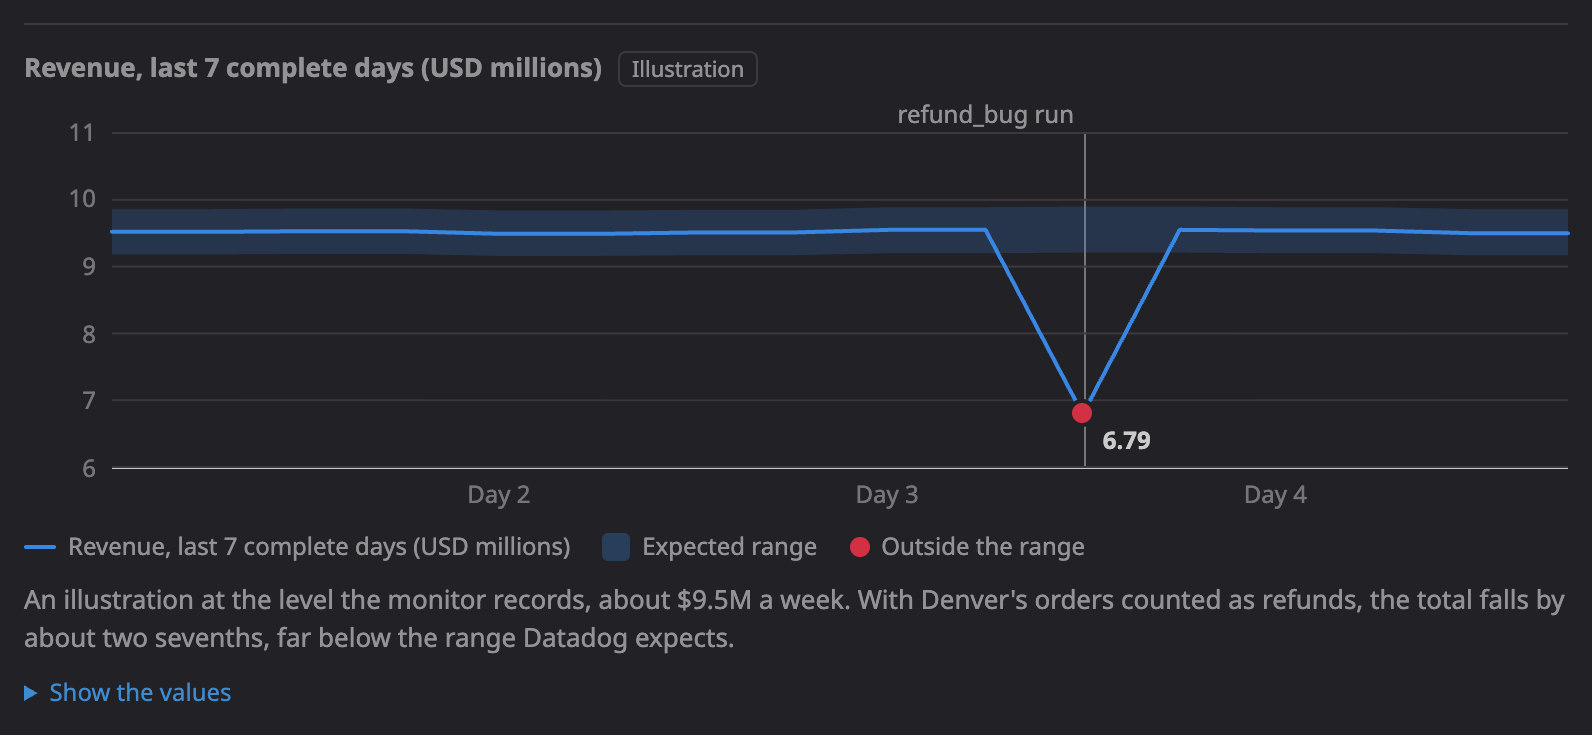 Revenue, last 7 complete days (USD millions) Illustration
refund_bug run
11
10
9
8
7
6
6.79
Day 2 Day 3 Day 4
Revenue, last 7 complete days (USD millions) Expected range Outside the range
An illustration at the level the monitor records, about $9.5M a week. With Denver's orders counted as refunds, the total falls by
about two sevenths, far below the range Datadog expects.
Show the values